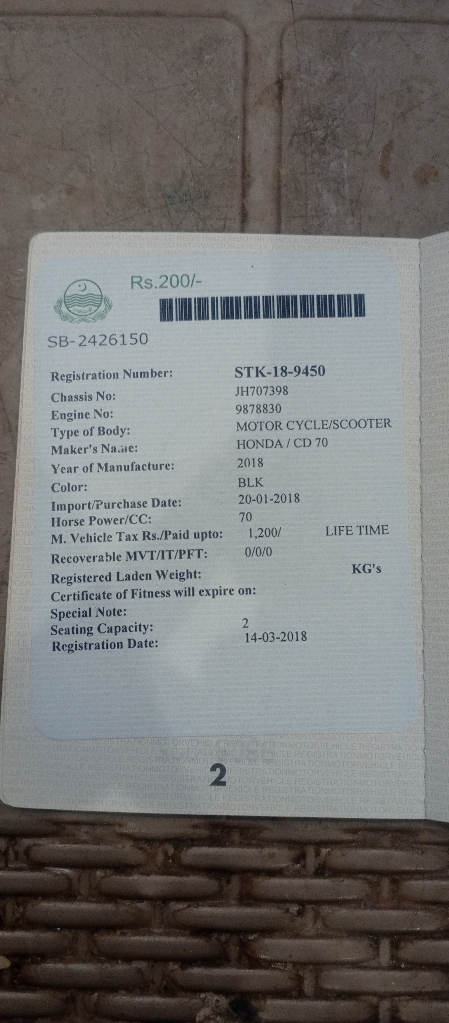 Rs.200/-
SB-2426150
Registration Number: STK-18-9450
Chassis No: JH707398
Engine No: 9878830
Type of Body: MOTOR CYCLE/SCOOTER
Maker's Name: HONDA / CD 70
Year of Manufacture: 2018
Color: BLK
Import/Purchase Date: 20-01-2018
Horse Power/CC: 70
M. Vehicle Tax Rs./Paid upto: 1,200/ LIFE TIME
Recoverable MVT/IT/PFT: 0/0/0
Registered Laden Weight: KG's
Certificate of Fitness will expire on:
Special Note:
Seating Capacity: 2
Registration Date: 14-03-2018
2